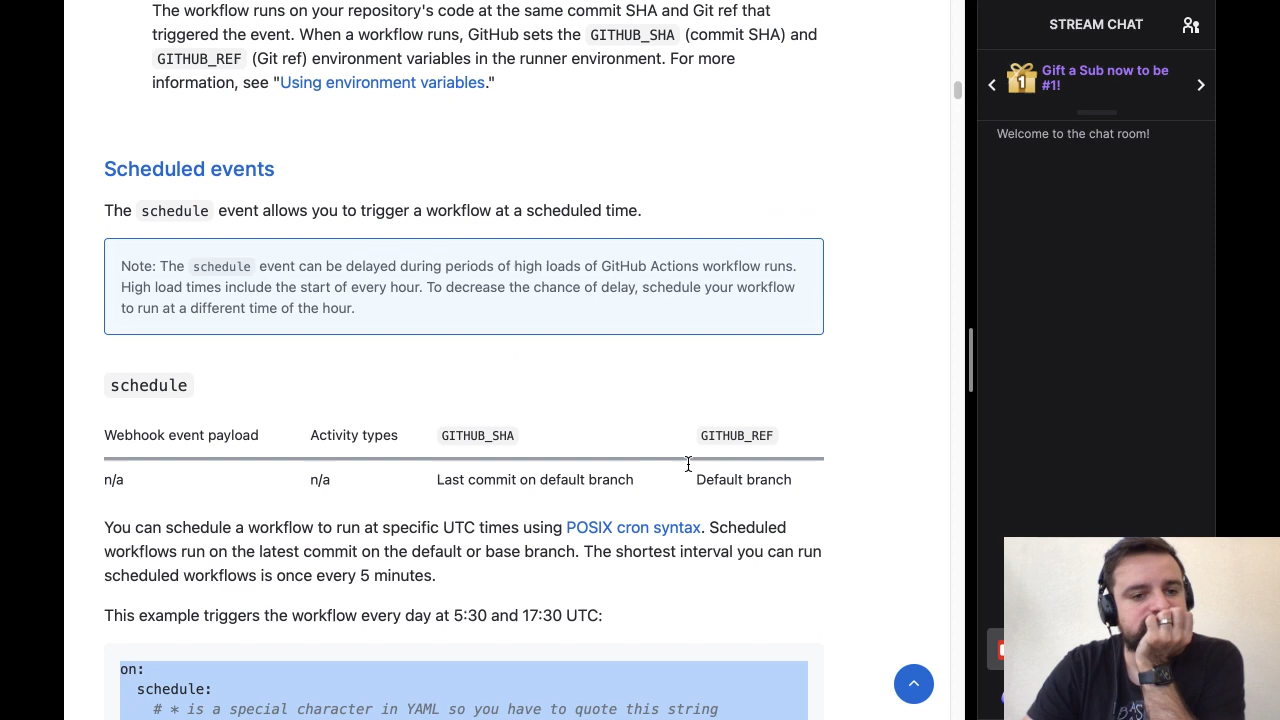 The workflow runs on your repository's code at the same commit SHA and Git ref that
triggered the event. When a workflow runs, GitHub sets the GITHUB_SHA (commit SHA) and
GITHUB_REF (Git ref) environment variables in the runner environment. For more
information, see "Using environment variables."
Scheduled events
The schedule event allows you to trigger a workflow at a scheduled time.
Note: The schedule event can be delayed during periods of high loads of GitHub Actions workflow runs.
High load times include the start of every hour. To decrease the chance of delay, schedule your workflow
to run at a different time of the hour.
schedule
Webhook event payload Activity types GITHUB_SHA GITHUB_REF
n/a n/a Last commit on default branch Default branch
You can schedule a workflow to run at specific UTC times using POSIX cron syntax. Scheduled
workflows run on the latest commit on the default or base branch. The shortest interval you can run
scheduled workflows is once every 5 minutes.
This example triggers the workflow every day at 5:30 and 17:30 UTC:
on:
schedule:
# * is a special character in YAML so you have to quote this string
STREAM CHAT
1
Gift a Sub now to be
#1!
Welcome to the chat room!